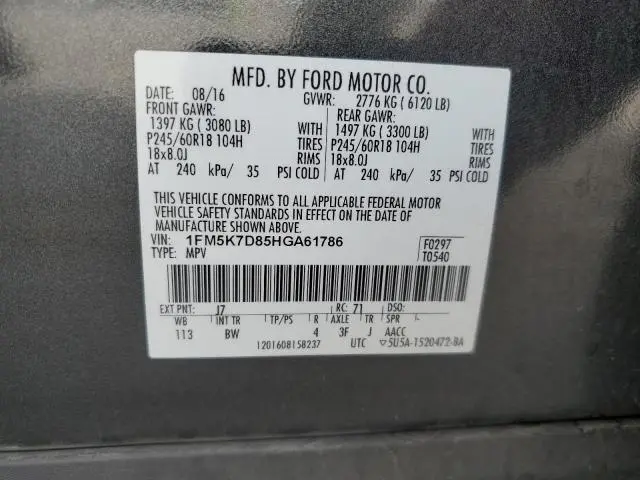 MFD. BY FORD MOTOR CO.
08/16 GVWR: 2776 KG ( 6120 LB)
FRONT GAWR: REAR GAWR:
1397 KG ( 3080 LB) WITH 1497 KG ( 3300 LB) WITH
P245/60R18 104H TIRES P245/60R18 104H TIRES
18x8.0J RIMS 18x8.0J RIMS
AT 240 kPa/ 35 PSI COLD AT 240 kPa/ 35 PSI COLD
THIS VEHICLE CONFORMS TO ALL APPLICABLE FEDERAL MOTOR
VEHICLE SAFETY STANDARDS IN EFFECT ON THE DATE OF
MANUFACTURE SHOWN ABOVE.
VIN: 1FM5K7D85HGA61786 F0297
TYPE: MPV T0540
EXT PNT: J7 RC: 71 DSO:
WB INT TR TP/PS R AXLE TR SPR
113 BW 4 3F J AACC
1201608158237 UTC ▽5U5A-1520472-BA